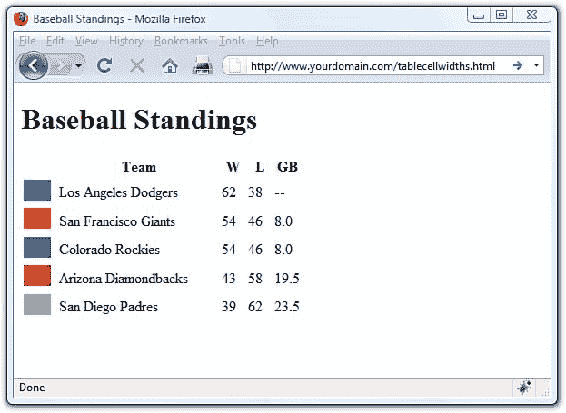 Baseball Standings - Mozilla Firefox
File Edit View History Bookmarks Tools Help
http://www.yourdomain.com/tablecellwidths.html
Baseball Standings
Team W L GB
Los Angeles Dodgers 62 38 --
San Francisco Giants 54 46 8.0
Colorado Rockies 54 46 8.0
Arizona Diamondbacks 43 58 19.5
San Diego Padres 39 62 23.5
Done